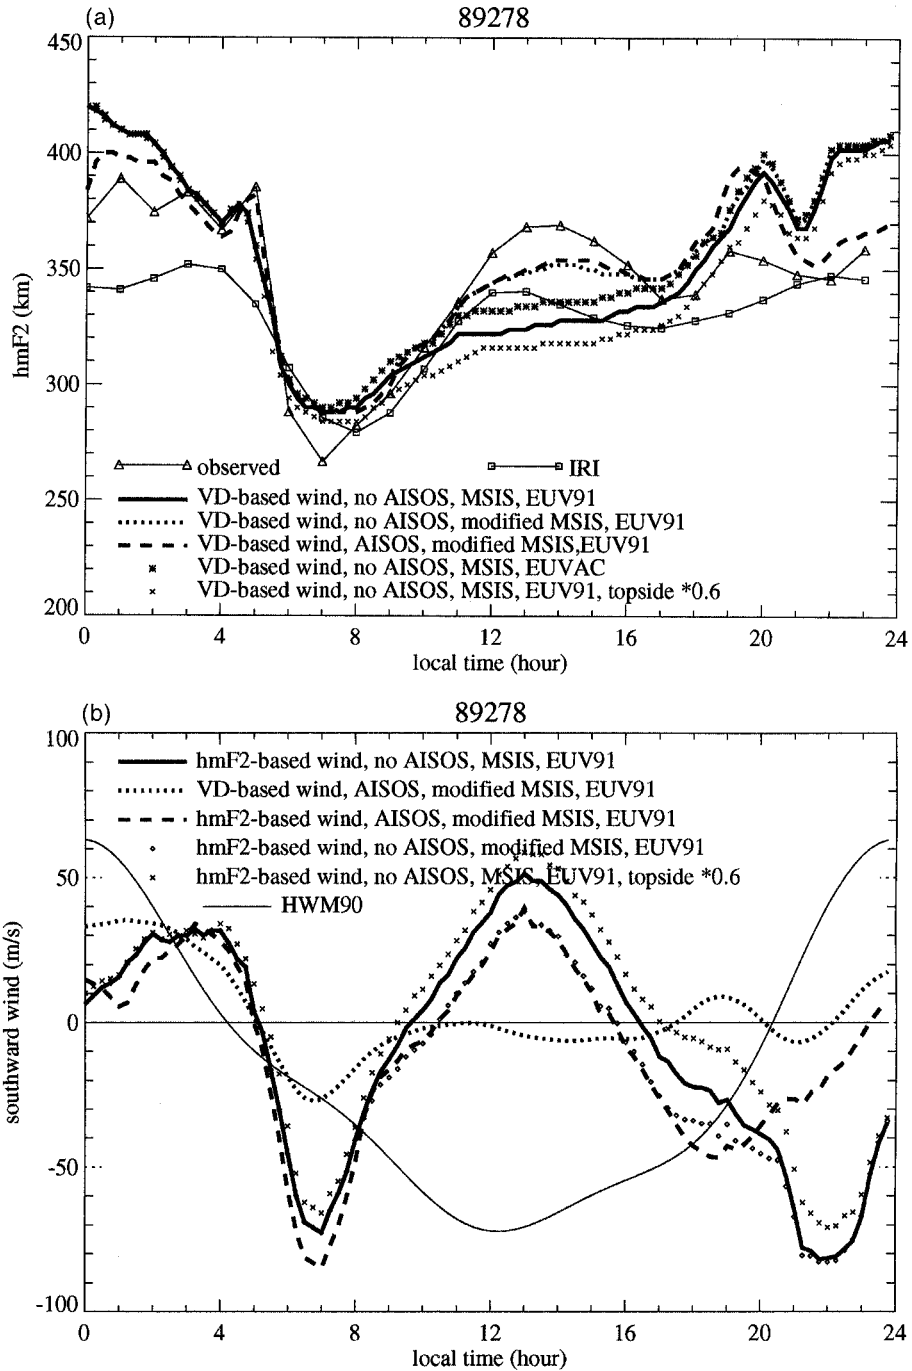 (a)
89278
450
400
350
300
250
200
hmF2 (km)
observed
IRI
VD-based wind, no AISOS, MSIS, EUV91
VD-based wind, no AISOS, modified MSIS, EUV91
VD-based wind, AISOS, modified MSIS,EUV91
VD-based wind, no AISOS, MSIS, EUVAC
VD-based wind, no AISOS, MSIS, EUV91, topside *0.6
0 4 8 12 16 20 24
local time (hour)
(b)
89278
100
50
0
-50
-100
southward wind (m/s)
hmF2-based wind, no AISOS, MSIS, EUV91
VD-based wind, AISOS, modified MSIS, EUV91
hmF2-based wind, AISOS, modified MSIS, EUV91
hmF2-based wind, no AISOS, modified MSIS, EUV91
hmF2-based wind, no AISOS, MSIS, EUV91, topside *0.6
HWM90
0 4 8 12 16 20 24
local time (hour)